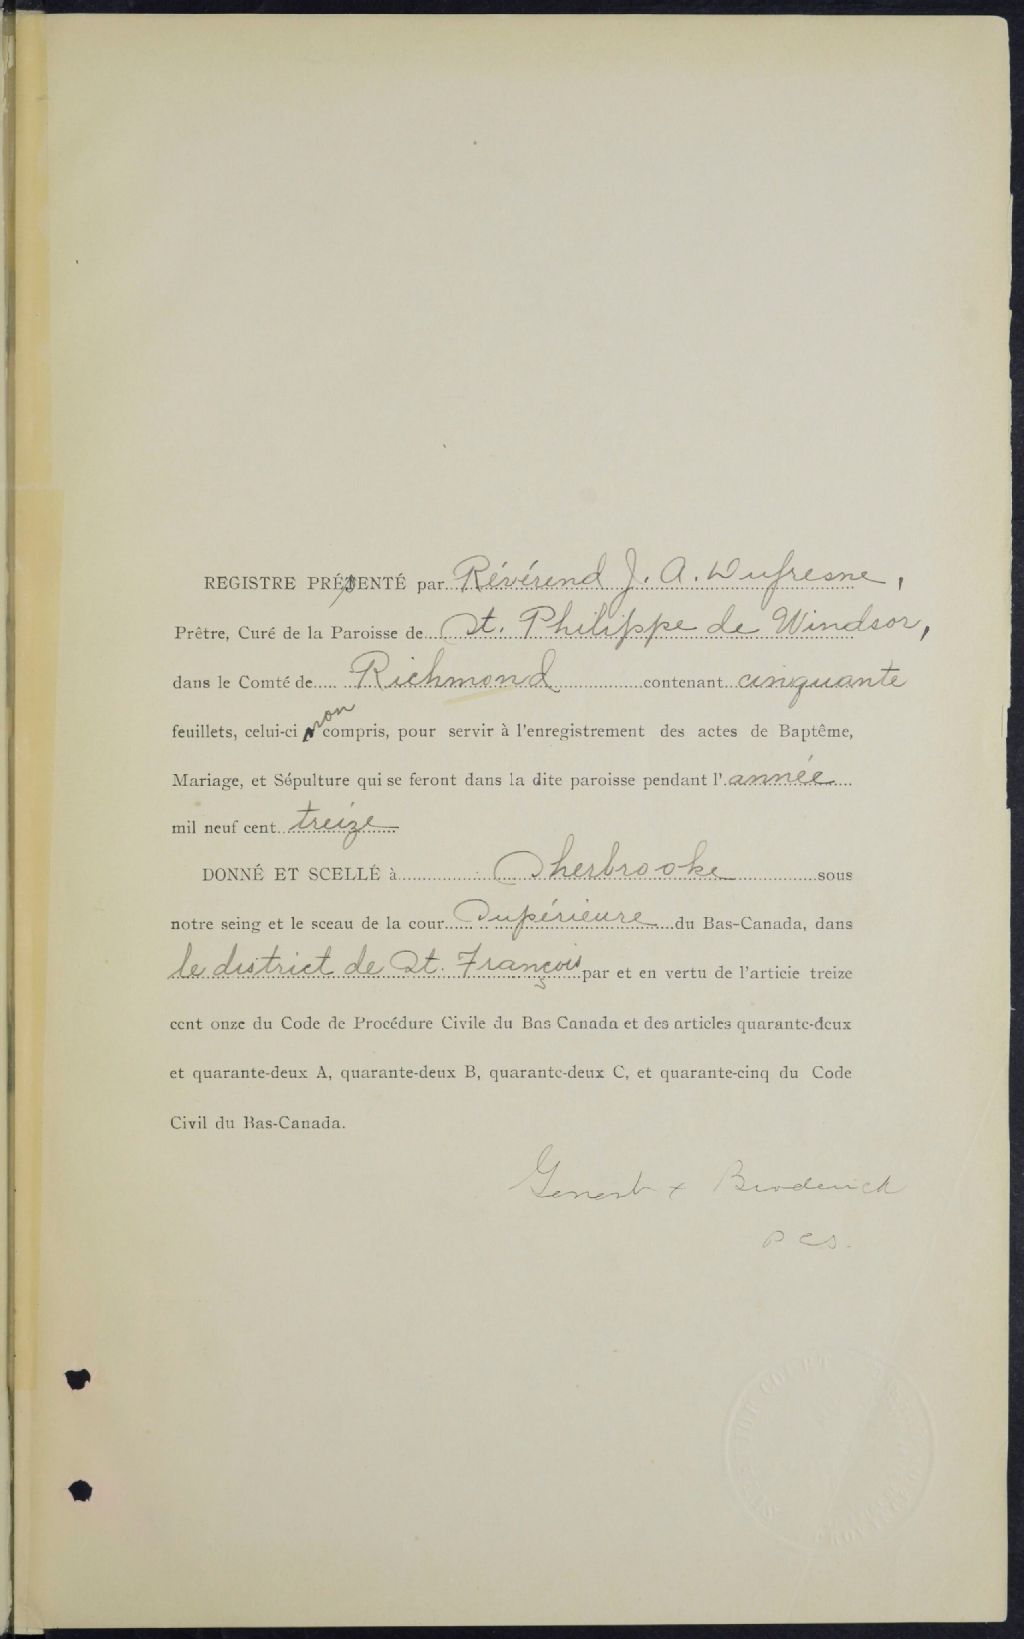 REGISTRE PRÉSENTÉ par Révérend J. A. Dufresne,
Prêtre, Curé de la Paroisse de St. Philippe de Windsor,
dans le Comté de Richmond contenant cinquante
feuillets, celui-ci non compris, pour servir à l'enregistrement des actes de Baptême,
Mariage, et Sépulture qui se feront dans la dite paroisse pendant l'année
mil neuf cent treize
DONNÉ ET SCELLÉ à Sherbrooke sous
notre seing et le sceau de la cour Supérieure du Bas-Canada, dans
le district de St. François par et en vertu de l'articie treize
cent onze du Code de Procédure Civile du Bas Canada et des articles quarante-deux
et quarante-deux A, quarante-deux B, quarante-deux C, et quarante-cinq du Code
Civil du Bas-Canada.
Genest & Broderick
P C S.